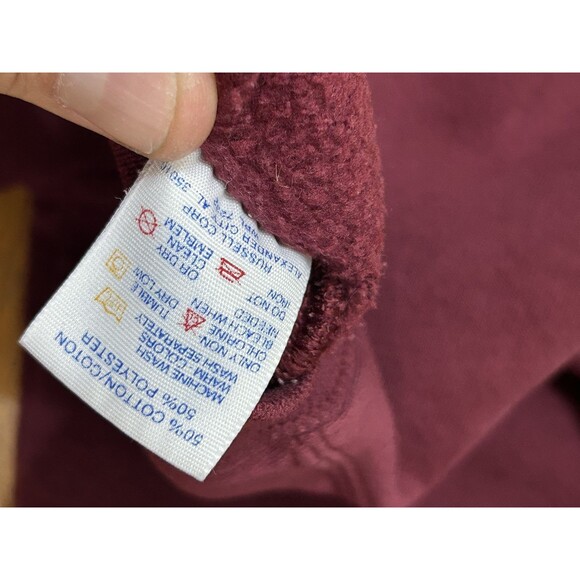 50% COTTON/COTON
50% POLYESTER
MACHINE WASH
WARM - COLORS
WASH SEPARATELY
ONLY NON
CHLORINE
BLEACH WHEN
NEEDED
TUMBLE
DRY LOW
DO NOT
IRON
EMBLEM
OR DRY
CLEAN
RUSSELL CORP
ALEXANDER CITY, AL